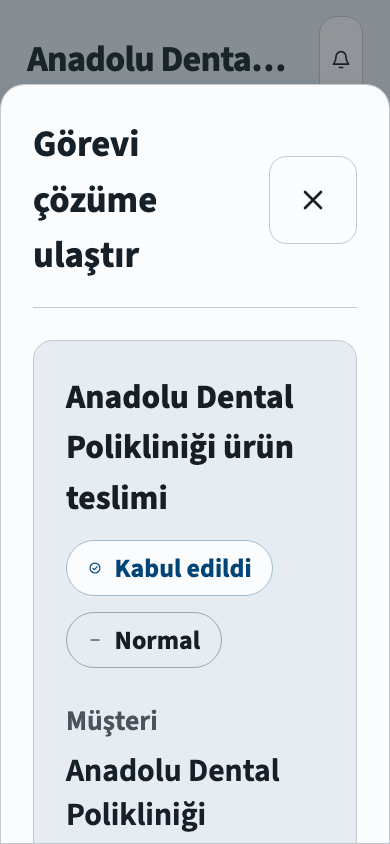 Anadolu Denta...
Görevi
çözüme
ulaştır
Anadolu Dental
Polikliniği ürün
teslimi
Kabul edildi
Normal
Müşteri
Anadolu Dental
Polikliniği